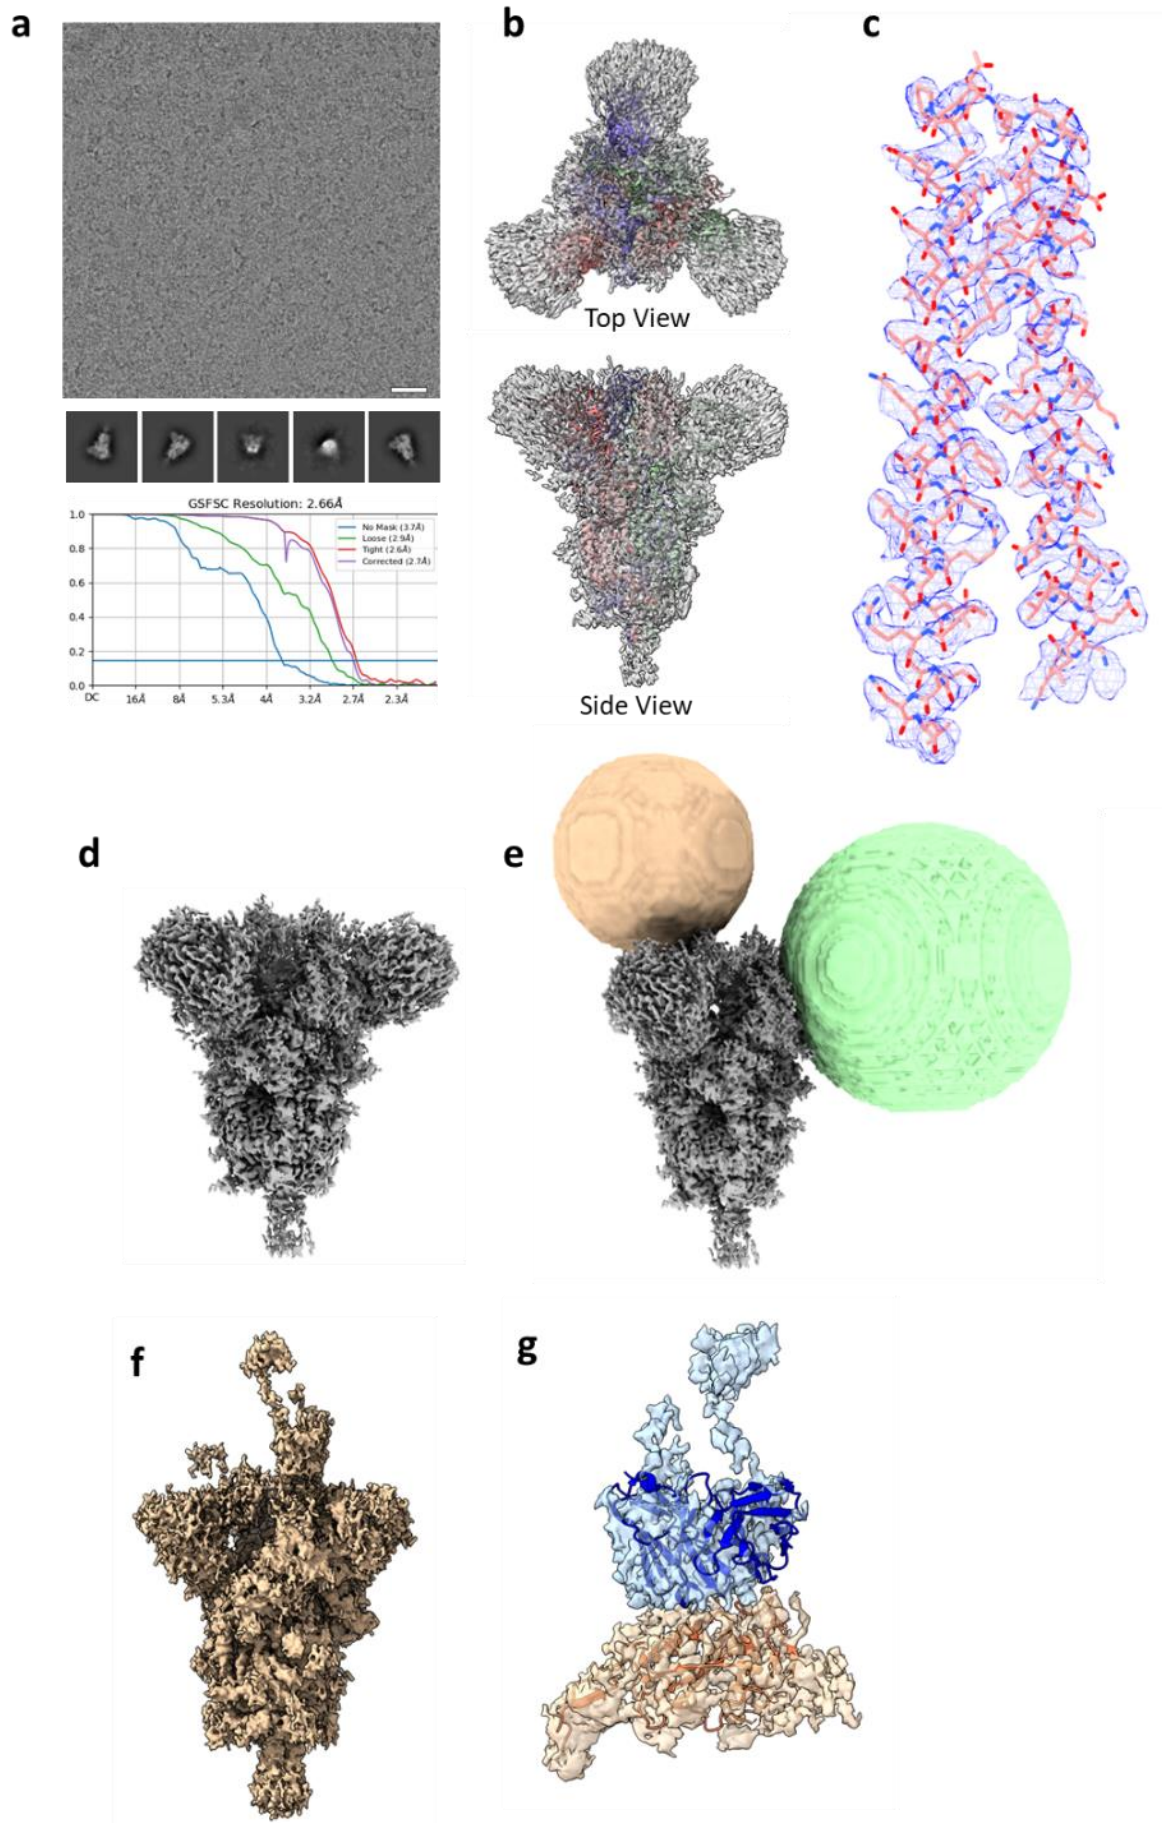 a
b
c
Top View
Side View
GSFSC Resolution: 2.66Å
1.0
0.8
0.6
0.4
0.2
0.0
No Mask (3.7Å)
Loose (2.9Å)
Tight (2.6Å)
Corrected (2.7Å)
DC
16Å
8Å
5.3Å
4Å
3.2Å
2.7Å
2.3Å
d
e
f
g